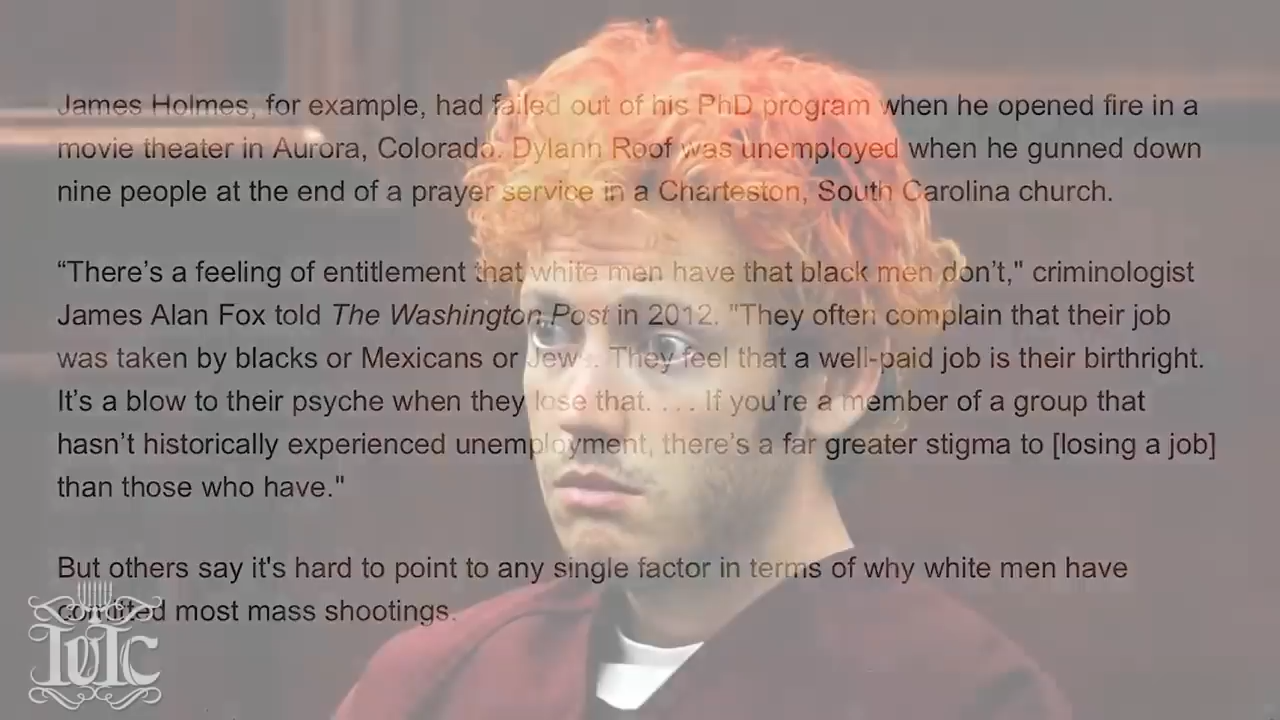 James Holmes, for example, had failed out of his PhD program when he opened fire in a
movie theater in Aurora, Colorado. Dylann Roof was unemployed when he gunned down
nine people at the end of a prayer service in a Charleston, South Carolina church.
“There’s a feeling of entitlement that white men have that black men don’t," criminologist
James Alan Fox told The Washington Post in 2012. "They often complain that their job
was taken by blacks or Mexicans or Jews. They feel that a well-paid job is their birthright.
It’s a blow to their psyche when they lose that. . . . If you’re a member of a group that
hasn’t historically experienced unemployment, there’s a far greater stigma to [losing a job]
than those who have."
But others say it's hard to point to any single factor in terms of why white men have
mass shootings.
IUIC